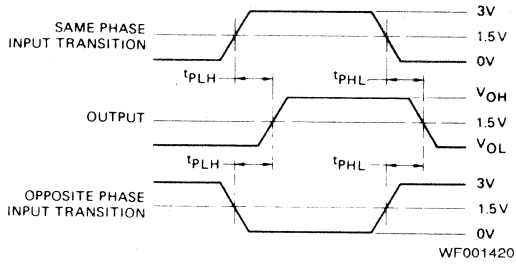 SAME PHASE
INPUT TRANSITION
3V
1.5V
0V
tPLH
tPHL
OUTPUT
VOH
1.5V
VOL
tPLH
tPHL
OPPOSITE PHASE
INPUT TRANSITION
3V
1.5V
0V
WF001420